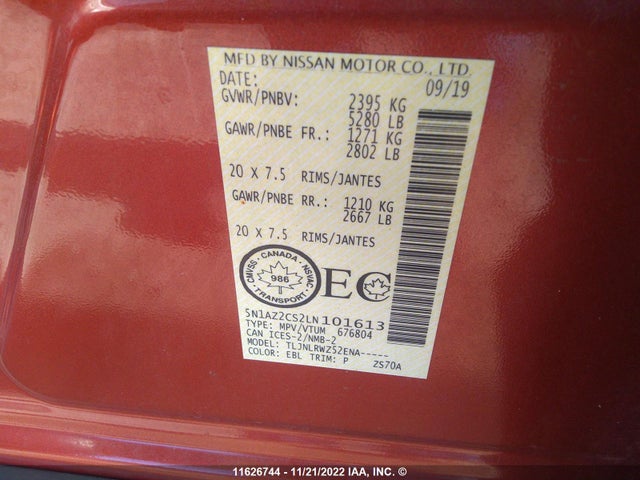 MFD BY NISSAN MOTOR CO., LTD.
DATE: 09/19
GVWR/PNBV: 2395 KG
5280 LB
GAWR/PNBE FR.: 1271 KG
2802 LB
20 X 7.5 RIMS/JANTES
GAWR/PNBE RR.: 1210 KG
2667 LB
20 X 7.5 RIMS/JANTES
CANADA
CMVSS NSVAC
986
TRANSPORT
EC
5N1AZ2CS2LN101613
TYPE: MPV/VTUM 676804
CAN ICES-2/NMB-2
MODEL: TLJNLRWZ52ENA-----
COLOR: EBL TRIM: P ZS70A
11626744 - 11/21/2022 IAA, INC. ©